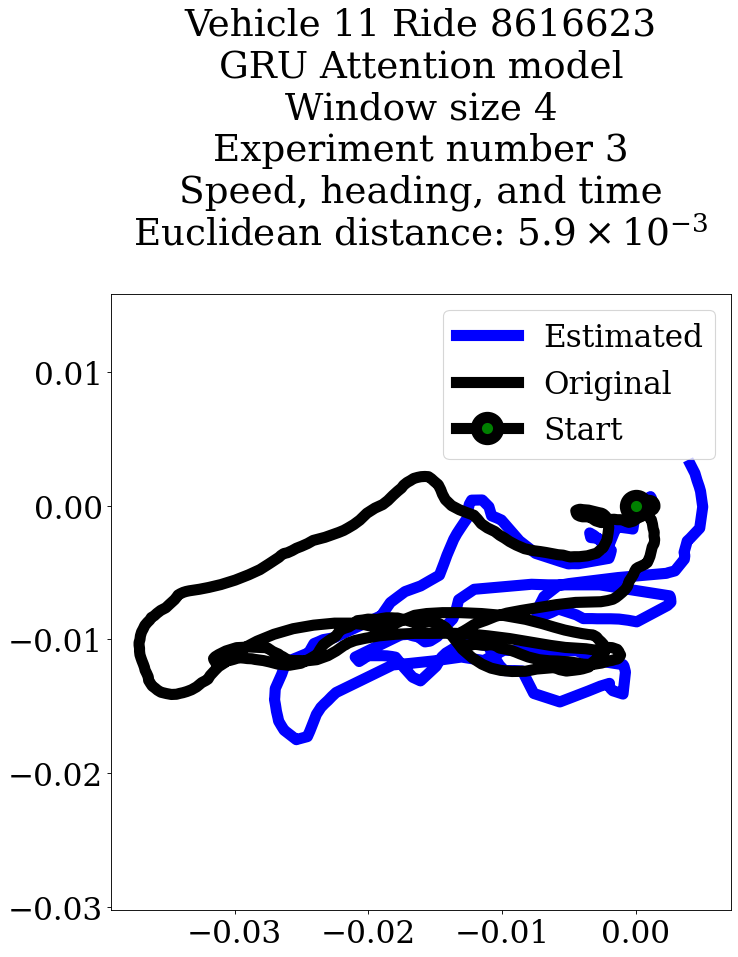 Vehicle 11 Ride 8616623
GRU Attention model
Window size 4
Experiment number 3
Speed, heading, and time
Euclidean distance: 5.9 × 10⁻³
Estimated
Original
Start
0.01
0.00
−0.01
−0.02
−0.03
−0.03 −0.02 −0.01 0.00